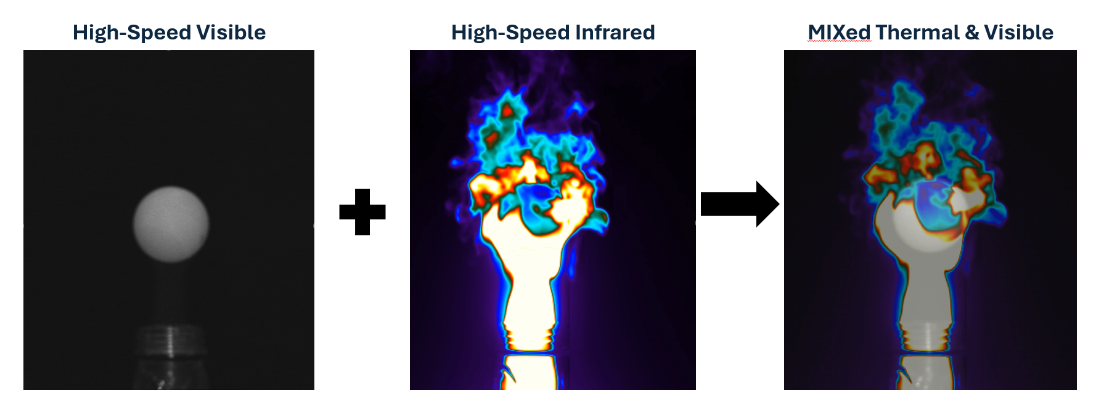 High-Speed Visible
High-Speed Infrared
MIXed Thermal & Visible